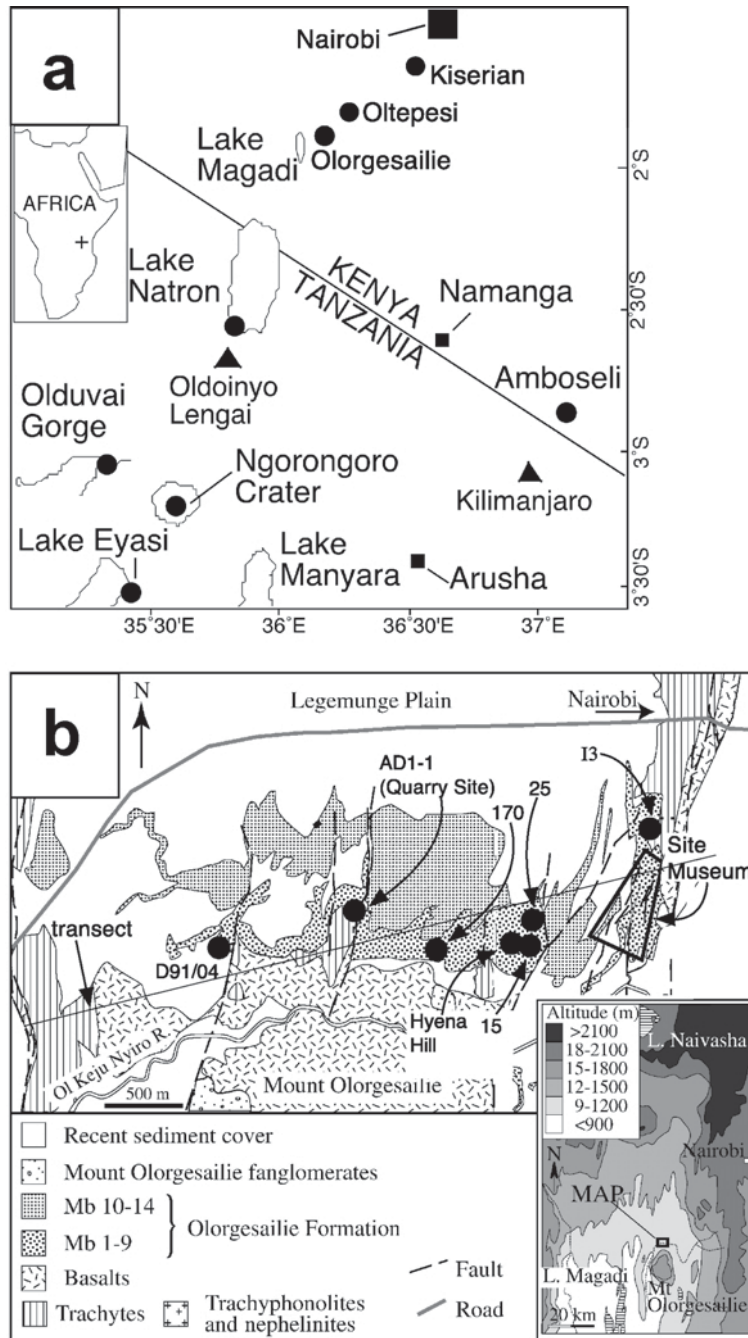 a
Nairobi
Kiserian
Oltepesi
Olorgesailie
Lake
Magadi
2°S
AFRICA
Lake
Natron
KENYA
TANZANIA
Namanga
2°30'S
Oldoinyo
Lengai
Amboseli
Olduvai
Gorge
3°S
Ngorongoro
Crater
Kilimanjaro
Lake Eyasi
Lake
Manyara
Arusha
3°30'S
35°30'E
36°E
36°30'E
37°E
b
N
Legemunge Plain
Nairobi
AD1-1
(Quarry Site)
25
170
I3
Site
Museum
transect
D91/04
Hyena
Hill
15
Ol Keju Nyiro R.
500 m
Mount Olorgesailie
Recent sediment cover
Mount Olorgesailie fanglomerates
Mb 10-14
Mb 1-9
Olorgesailie Formation
Basalts
Trachytes
Trachyphonolites
and nephelinites
Fault
Road
Altitude (m)
>2100
18-2100
15-1800
12-1500
9-1200
<900
L. Naivasha
Nairobi
N
MAP
L. Magadi
Mt
Olorgesailie
20 km